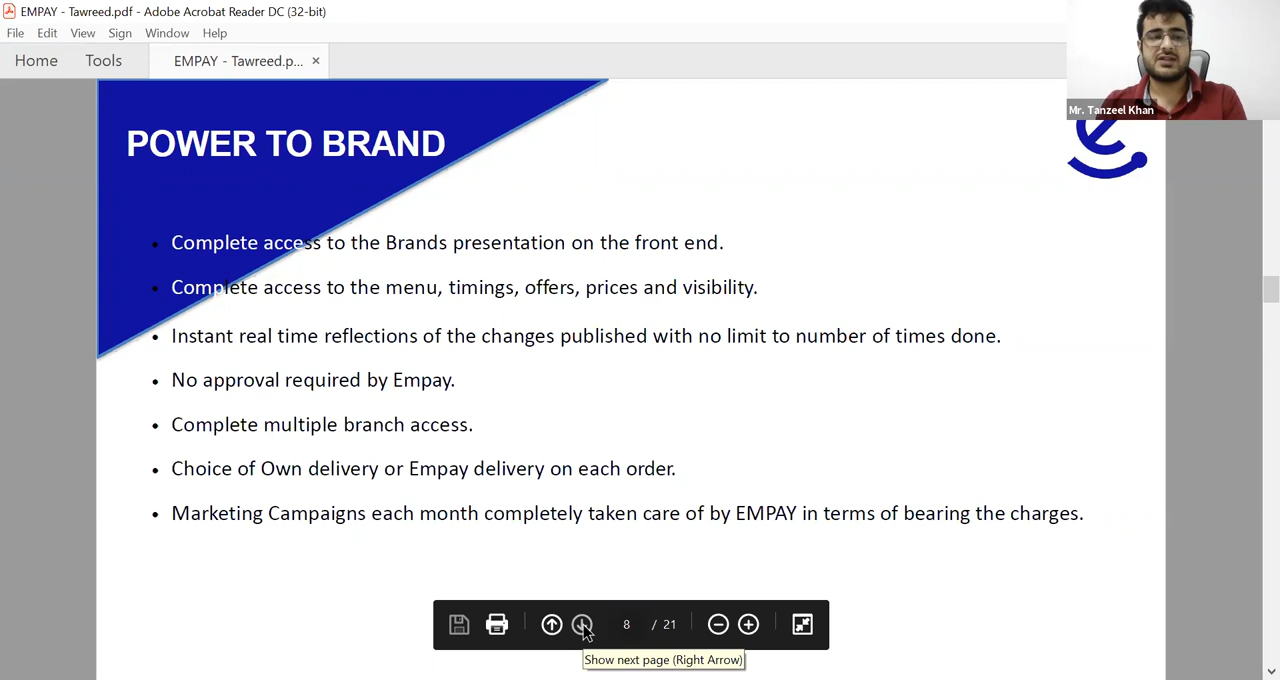 EMPAY - Tawreed.pdf - Adobe Acrobat Reader DC (32-bit)
File Edit View Sign Window Help
Home Tools EMPAY - Tawreed.p... ×
Mr. Tanzeel Khan
POWER TO BRAND
• Complete access to the Brands presentation on the front end.
• Complete access to the menu, timings, offers, prices and visibility.
• Instant real time reflections of the changes published with no limit to number of times done.
• No approval required by Empay.
• Complete multiple branch access.
• Choice of Own delivery or Empay delivery on each order.
• Marketing Campaigns each month completely taken care of by EMPAY in terms of bearing the charges.
8 / 21
Show next page (Right Arrow)